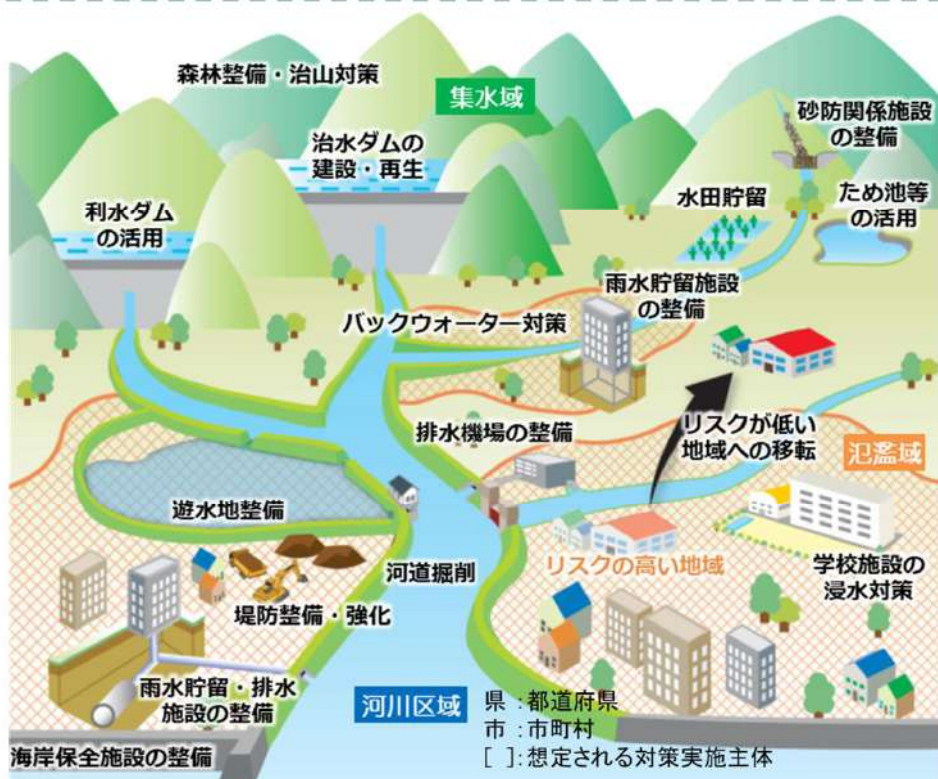 森林整備・治山対策
集水域
砂防関係施設
の整備
治水ダムの
建設・再生
水田貯留
ため池等
の活用
利水ダム
の活用
雨水貯留施設
の整備
バックウォーター対策
排水機場の整備
リスクが低い
地域への移転
氾濫域
遊水地整備
河道掘削
リスクの高い地域
学校施設の
浸水対策
堤防整備・強化
雨水貯留・排水
施設の整備
河川区域
県：都道府県
市：市町村
[ ]：想定される対策実施主体
海岸保全施設の整備